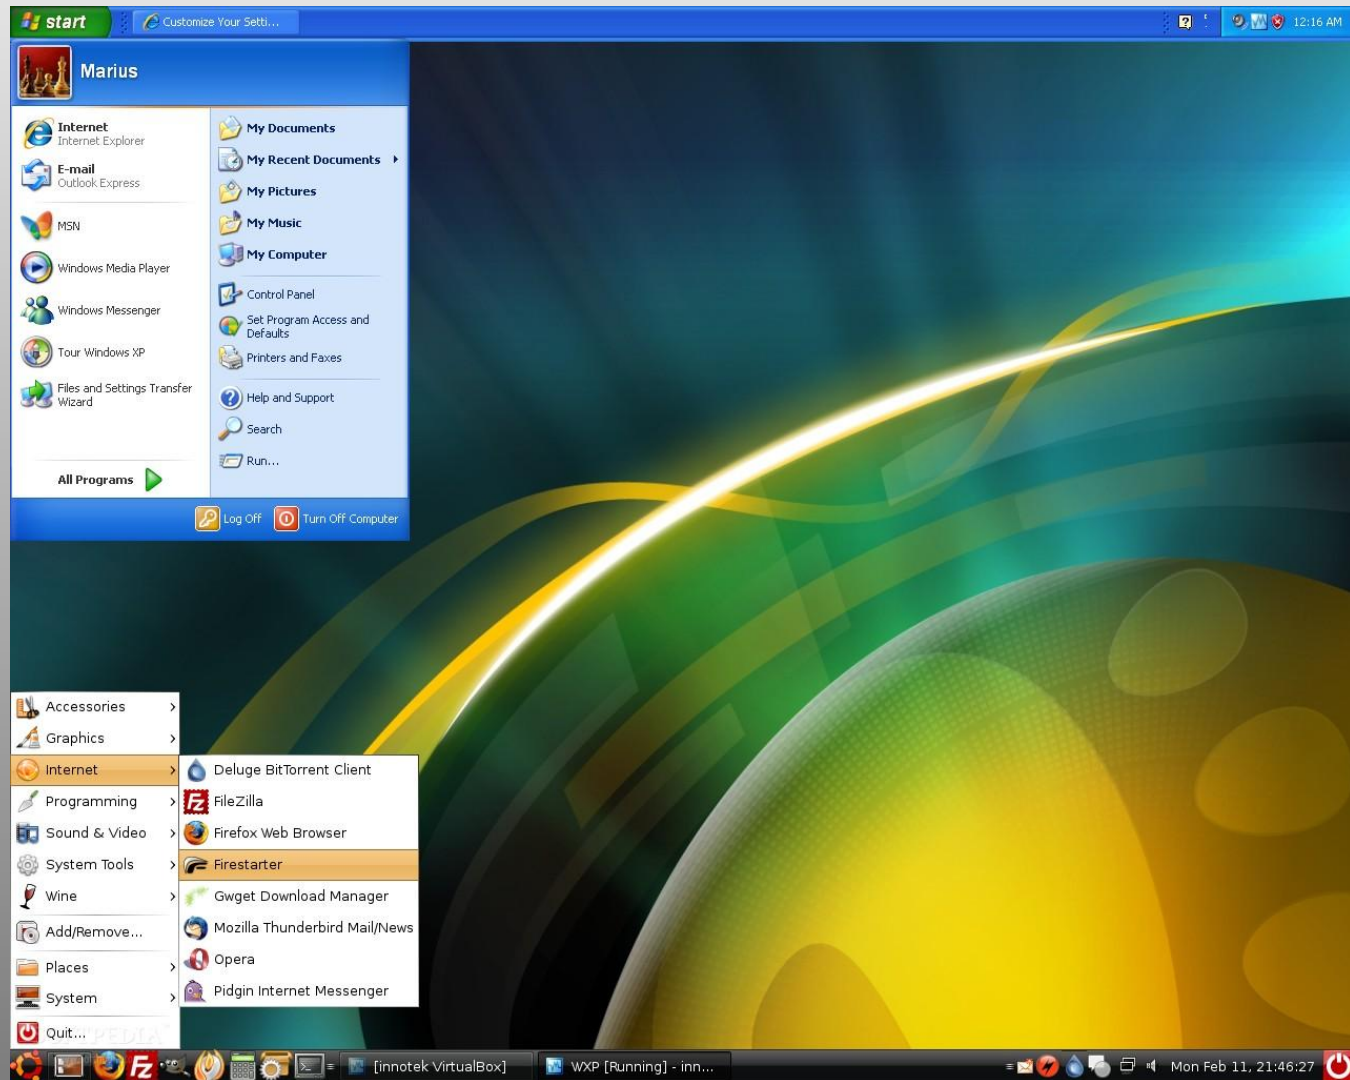 start
Customize Your Setti...
12:16 AM
Marius
Internet
Internet Explorer
E-mail
Outlook Express
MSN
Windows Media Player
Windows Messenger
Tour Windows XP
Files and Settings Transfer
Wizard
All Programs
My Documents
My Recent Documents
My Pictures
My Music
My Computer
Control Panel
Set Program Access and
Defaults
Printers and Faxes
Help and Support
Search
Run...
Log Off
Turn Off Computer
Accessories
Graphics
Internet
Programming
Sound & Video
System Tools
Wine
Add/Remove...
Places
System
Quit...
Deluge BitTorrent Client
FileZilla
Firefox Web Browser
Firestarter
Gwget Download Manager
Mozilla Thunderbird Mail/News
Opera
Pidgin Internet Messenger
[innotek VirtualBox]
WXP [Running] - inn...
Mon Feb 11, 21:46:27